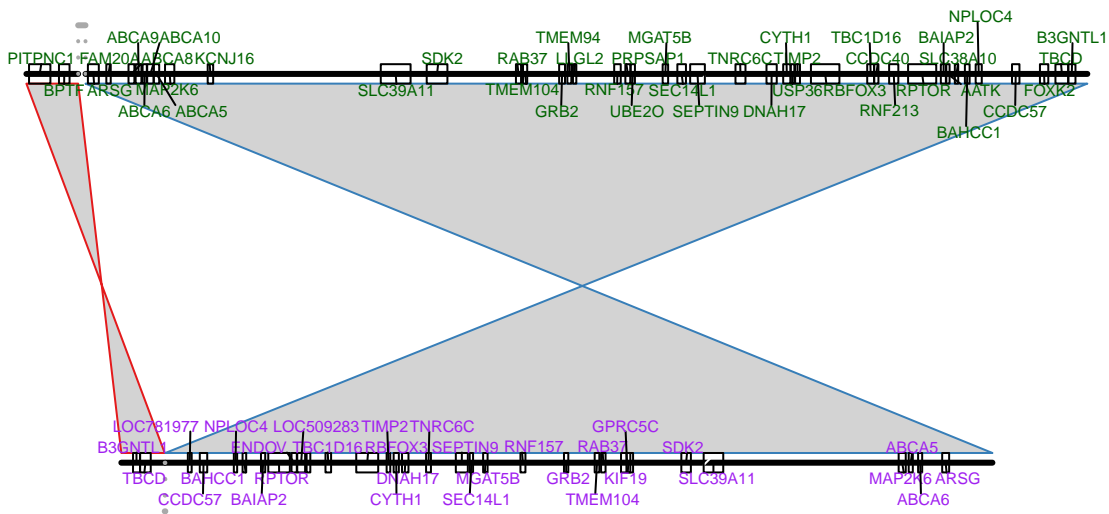 NPLOC4
ABCA9 ABCA10 TMEM94 MGAT5B CYTH1 TBC1D16 BAIAP2 B3GNTL1
PITPNC1 FAM20A ABCA8 KCNJ16 SDK2 RAB37 LLGL2 PRPSAP1 TNRC6C TIMP2 CCDC40 SLC38A10 TBCD
BPTF ARSG MAP2K6 SLC39A11 TMEM104 RNF157 SEC14L1 USP36 RBFOX3 RPTOR AATK FOXK2
ABCA6 ABCA5 GRB2 UBE2O SEPTIN9 DNAH17 RNF213 CCDC57
BAHCC1
LOC781977 NPLOC4 LOC509283 TIMP2 TNRC6C GPRC5C
B3GNTL1 ENDOV TBC1D16 RBFOX3 SEPTIN9 RNF157 RAB37 SDK2 ABCA5
TBCD BAHCC1 RPTOR DNAH17 MGAT5B GRB2 KIF19 SLC39A11 MAP2K6 ARSG
CCDC57 BAIAP2 CYTH1 SEC14L1 TMEM104 ABCA6